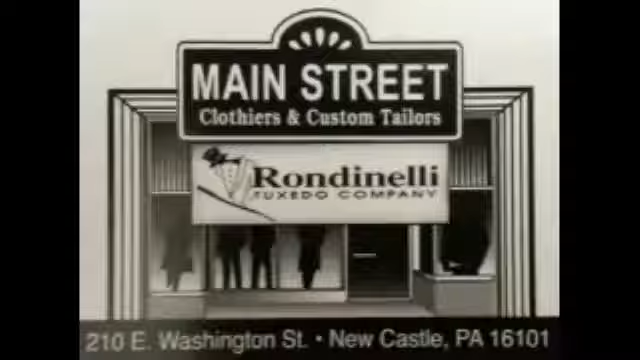 MAIN STREET
Clothiers & Custom Tailors
Rondinelli
TUXEDO COMPANY
210 E. Washington St. • New Castle, PA 16101